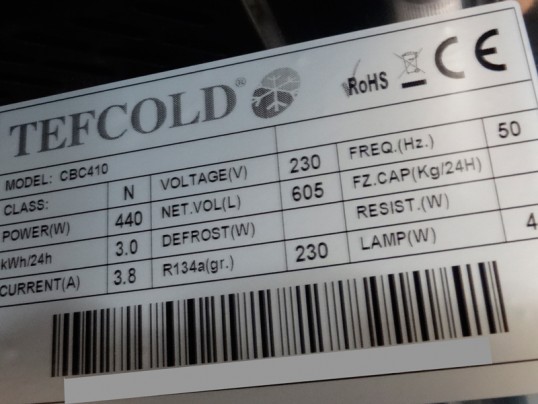 TEFCOLD® RoHS CE
MODEL: CBC410
CLASS: N VOLTAGE(V) 230 FREQ.(Hz.) 50
POWER(W) 440 NET.VOL(L) 605 FZ.CAP(Kg/24H)
kWh/24h 3.0 DEFROST(W) RESIST.(W)
CURRENT(A) 3.8 R134a(gr.) 230 LAMP(W) 4